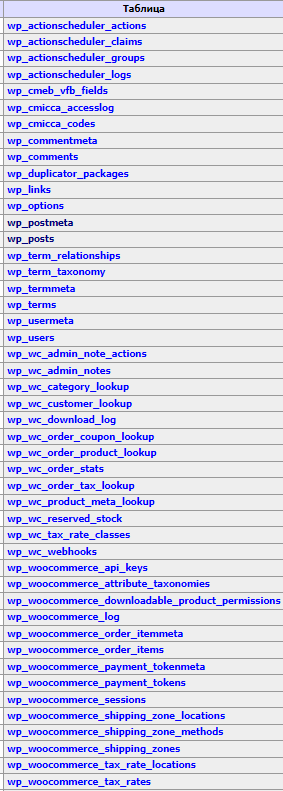 Таблица
wp_actionscheduler_actions
wp_actionscheduler_claims
wp_actionscheduler_groups
wp_actionscheduler_logs
wp_cmeb_vfb_fields
wp_cmicca_accesslog
wp_cmicca_codes
wp_commentmeta
wp_comments
wp_duplicator_packages
wp_links
wp_options
wp_postmeta
wp_posts
wp_term_relationships
wp_term_taxonomy
wp_termmeta
wp_terms
wp_usermeta
wp_users
wp_wc_admin_note_actions
wp_wc_admin_notes
wp_wc_category_lookup
wp_wc_customer_lookup
wp_wc_download_log
wp_wc_order_coupon_lookup
wp_wc_order_product_lookup
wp_wc_order_stats
wp_wc_order_tax_lookup
wp_wc_product_meta_lookup
wp_wc_reserved_stock
wp_wc_tax_rate_classes
wp_wc_webhooks
wp_woocommerce_api_keys
wp_woocommerce_attribute_taxonomies
wp_woocommerce_downloadable_product_permissions
wp_woocommerce_log
wp_woocommerce_order_itemmeta
wp_woocommerce_order_items
wp_woocommerce_payment_tokenmeta
wp_woocommerce_payment_tokens
wp_woocommerce_sessions
wp_woocommerce_shipping_zone_locations
wp_woocommerce_shipping_zone_methods
wp_woocommerce_shipping_zones
wp_woocommerce_tax_rate_locations
wp_woocommerce_tax_rates